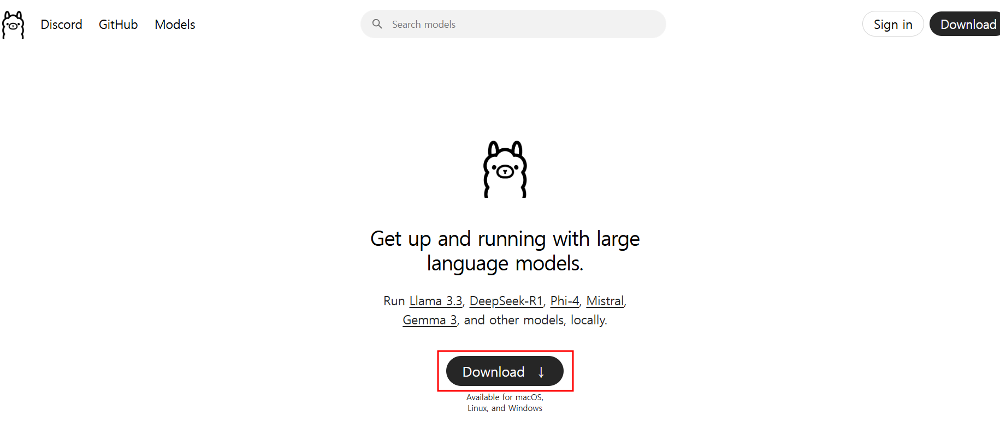 Discord GitHub Models Search models Sign in Download
Get up and running with large
language models.
Run Llama 3.3, DeepSeek-R1, Phi-4, Mistral,
Gemma 3, and other models, locally.
Download ↓
Available for macOS,
Linux, and Windows